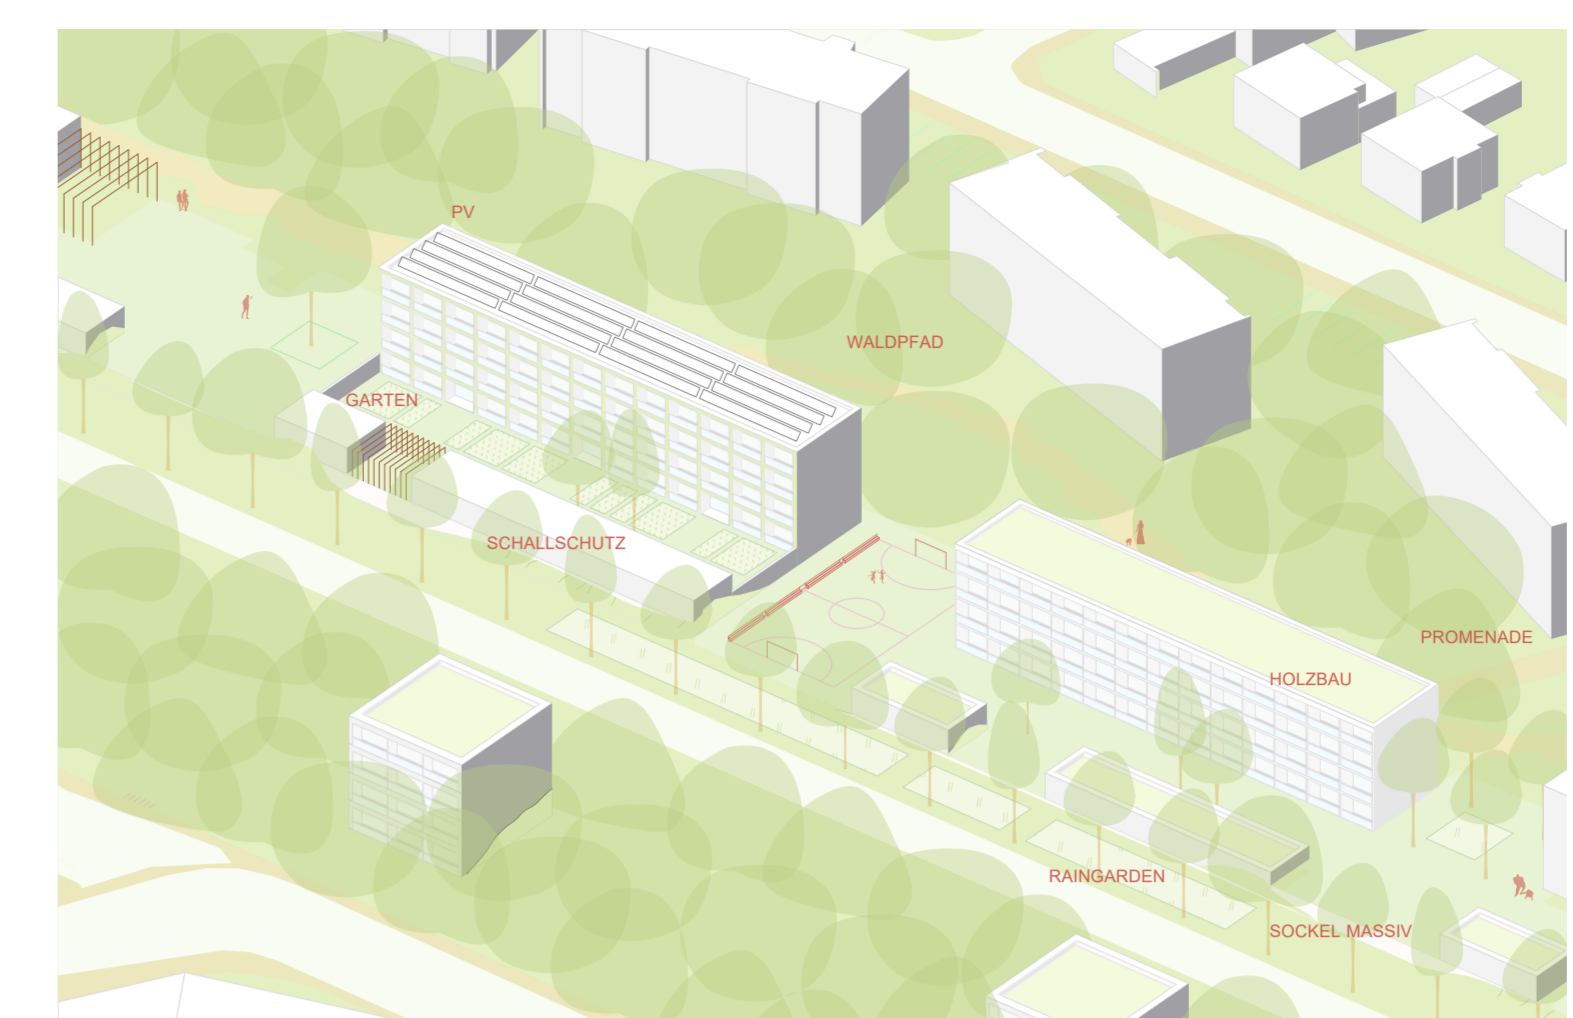 PV
WALDPFAD
GARTEN
SCHALLSCHUTZ
PROMENADE
HOLZBAU
RAINGARDEN
SOCKEL MASSIV